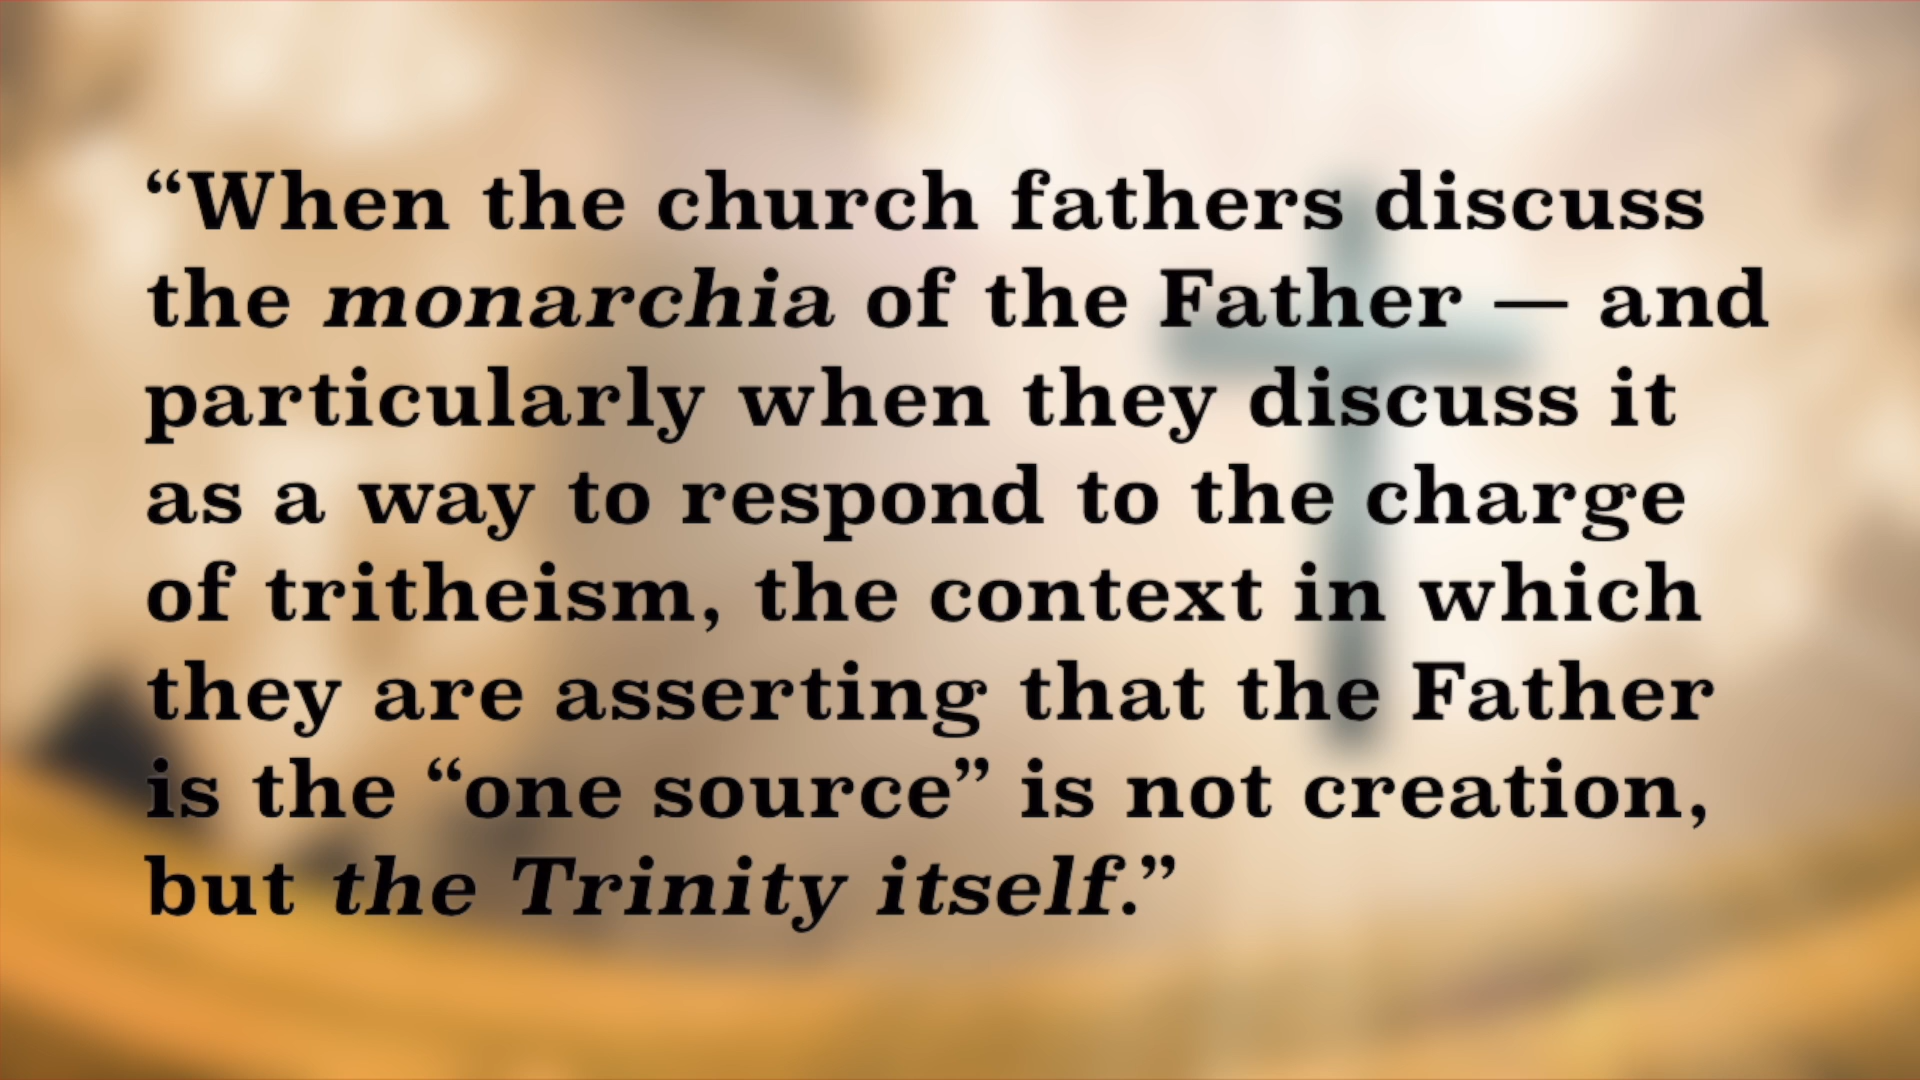 “When the church fathers discuss
the monarchia of the Father — and
particularly when they discuss it
as a way to respond to the charge
of tritheism, the context in which
they are asserting that the Father
is the “one source” is not creation,
but the Trinity itself.”